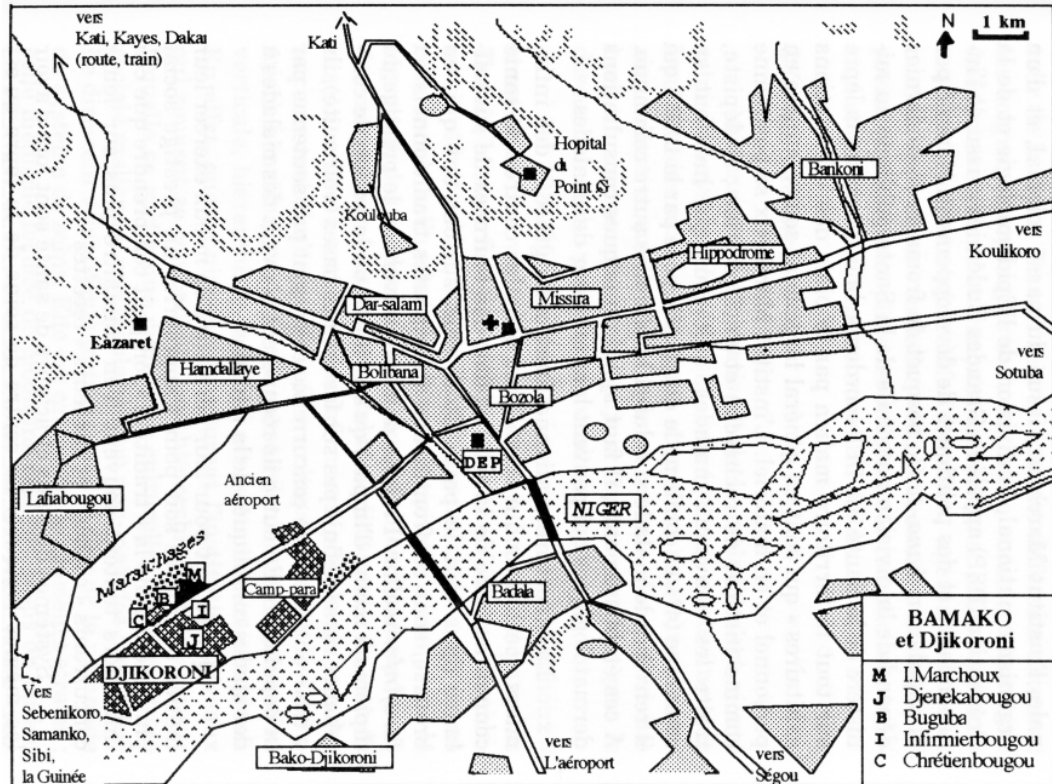 vers
Kati, Kayes, Dakar
(route, train)
Kati
N
1 km
Hopital
du
Point G
Koulouba
Bankoni
vers
Koulikoro
Hippodrome
Missira
Dar-salam
Lazaret
Hamdallaye
Bolibana
Bozola
vers
Sotuba
DEP
Lafiabougou
Ancien
aéroport
NIGER
Maraichages
M
B
C
I
J
Camp-para
Badala
DJIKORONI
Vers
Sebenikoro,
Samanko,
Sibi,
la Guinée
Bako-Djikoroni
vers
L'aéroport
vers
Ségou
BAMAKO
et Djikoroni
M I.Marchoux
J Djenekabougou
B Buguba
I Infirmierbougou
C Chrétienbougou